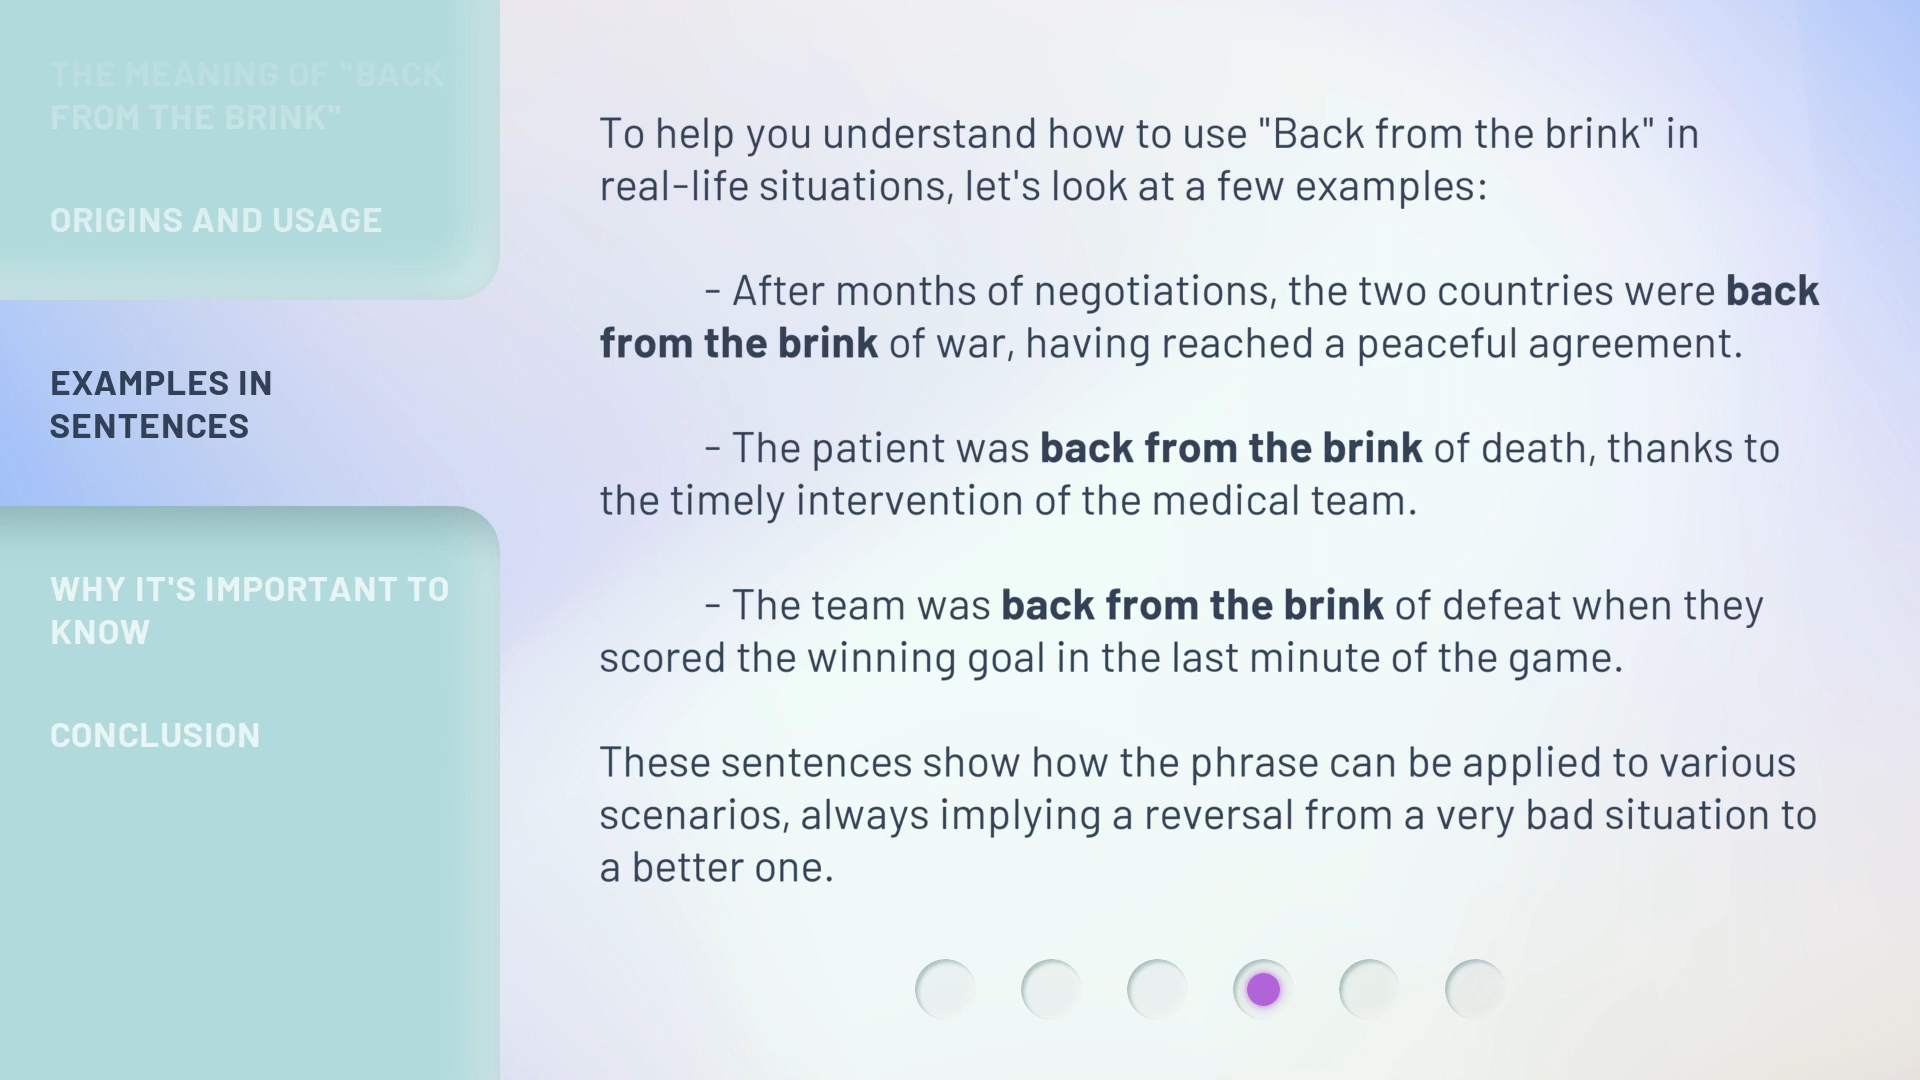 THE MEANING OF "BACK
FROM THE BRINK"
ORIGINS AND USAGE
EXAMPLES IN
SENTENCES
WHY IT'S IMPORTANT TO
KNOW
CONCLUSION
To help you understand how to use "Back from the brink" in
real-life situations, let's look at a few examples:
- After months of negotiations, the two countries were back
from the brink of war, having reached a peaceful agreement.
- The patient was back from the brink of death, thanks to
the timely intervention of the medical team.
- The team was back from the brink of defeat when they
scored the winning goal in the last minute of the game.
These sentences show how the phrase can be applied to various
scenarios, always implying a reversal from a very bad situation to
a better one.